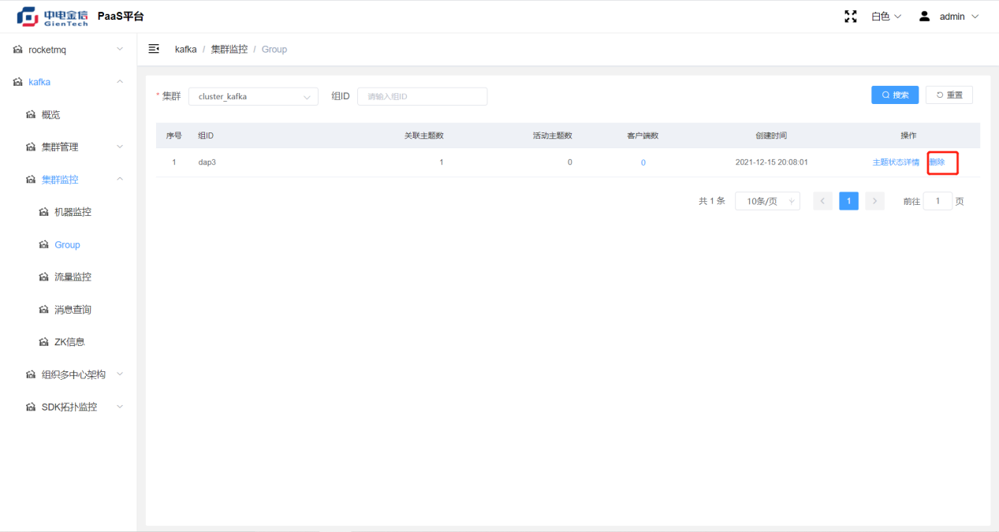 中电金信
GienTech
PaaS平台
白色
admin
rocketmq
kafka
概览
集群管理
集群监控
机器监控
Group
流量监控
消息查询
ZK信息
组织多中心架构
SDK拓扑监控
kafka / 集群监控 / Group
* 集群 cluster_kafka 组ID 请输入组ID 搜索 重置
序号 组ID 关联主题数 活动主题数 客户端数 创建时间 操作
1 dap3 1 0 0 2021-12-15 20:08:01 主题状态详情 删除
共 1 条 10条/页 < 1 > 前往 1 页